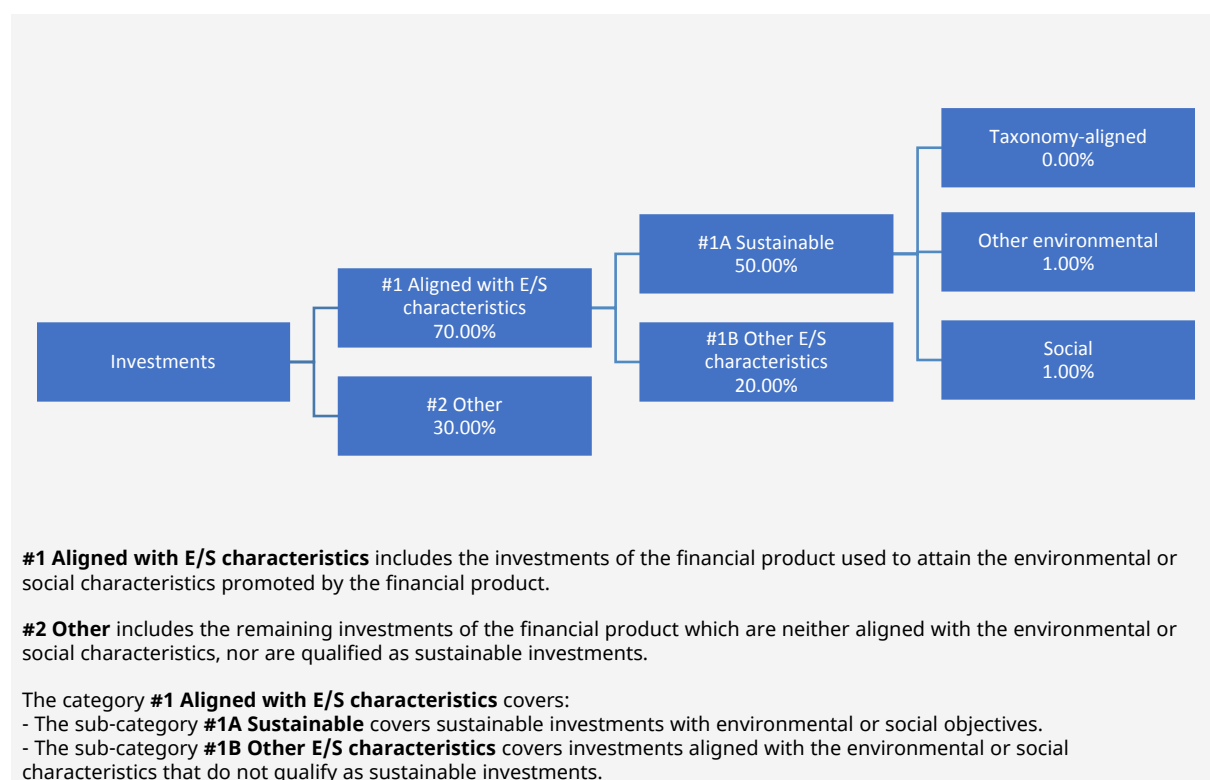 Taxonomy-aligned
0.00%
#1A Sustainable
50.00%
Other environmental
1.00%
#1 Aligned with E/S
characteristics
70.00%
Investments
#1B Other E/S
characteristics
20.00%
Social
1.00%
#2 Other
30.00%
#1 Aligned with E/S characteristics includes the investments of the financial product used to attain the environmental or
social characteristics promoted by the financial product.
#2 Other includes the remaining investments of the financial product which are neither aligned with the environmental or
social characteristics, nor are qualified as sustainable investments.
The category #1 Aligned with E/S characteristics covers:
- The sub-category #1A Sustainable covers sustainable investments with environmental or social objectives.
- The sub-category #1B Other E/S characteristics covers investments aligned with the environmental or social
characteristics that do not qualify as sustainable investments.